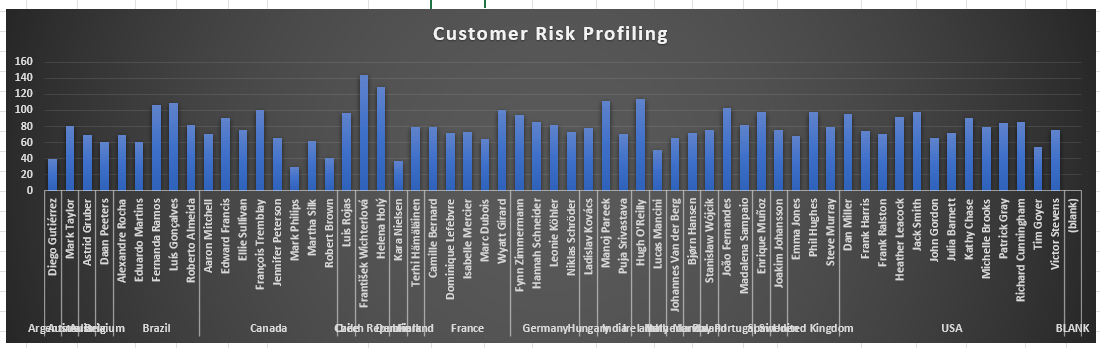 Customer Risk Profiling
160
140
120
100
80
60
40
20
0
Diego Gutiérrez
Mark Taylor
Astrid Gruber
Daan Peeters
Alexandre Rocha
Eduardo Martins
Fernanda Ramos
Luís Gonçalves
Roberto Almeida
Aaron Mitchell
Edward Francis
Ellie Sullivan
François Tremblay
Jennifer Peterson
Mark Philips
Martha Silk
Robert Brown
Luis Rojas
František Wichterlová
Helena Holý
Kara Nielsen
Terhi Hämäläinen
Camille Bernard
Dominique Lefebvre
Isabelle Mercier
Marc Dubois
Wyatt Girard
Fynn Zimmermann
Hannah Schneider
Leonie Köhler
Niklas Schröder
Ladislav Kovács
Manoj Pareek
Puja Srivastava
Hugh O'Reilly
Lucas Mancini
Johannes Van der Berg
Bjørn Hansen
Stanisław Wójcik
João Fernandes
Madalena Sampaio
Enrique Muñoz
Joakim Johansson
Emma Jones
Phil Hughes
Steve Murray
Dan Miller
Frank Harris
Frank Ralston
Heather Leacock
Jack Smith
John Gordon
Julia Barnett
Kathy Chase
Michelle Brooks
Patrick Gray
Richard Cunningham
Tim Goyer
Victor Stevens
(blank)
Brazil
Canada
France
Germany
Hungary
India
Portugal
United Kingdom
USA
BLANK